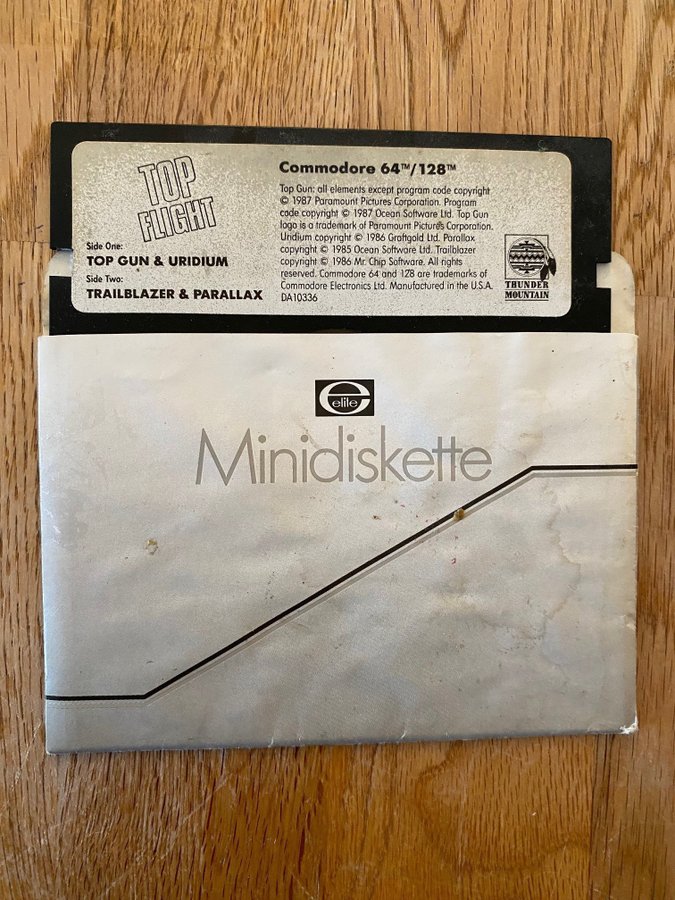 TOP
FLIGHT
Side One:
TOP GUN & URIDIUM
Side Two:
TRAILBLAZER & PARALLAX
Commodore 64™/128™
Top Gun: all elements except program code copyright
© 1987 Paramount Pictures Corporation. Program
code copyright © 1987 Ocean Software Ltd. Top Gun
logo is a trademark of Paramount Pictures Corporation.
Uridium copyright © 1986 Graftgold Ltd. Parallax
copyright © 1985 Ocean Software Ltd. Trailblazer
copyright © 1986 Mr. Chip Software. All rights
reserved. Commodore 64 and 128 are trademarks of
Commodore Electronics Ltd. Manufactured in the U.S.A.
DA10336
THUNDER
MOUNTAIN
elite
Minidiskette